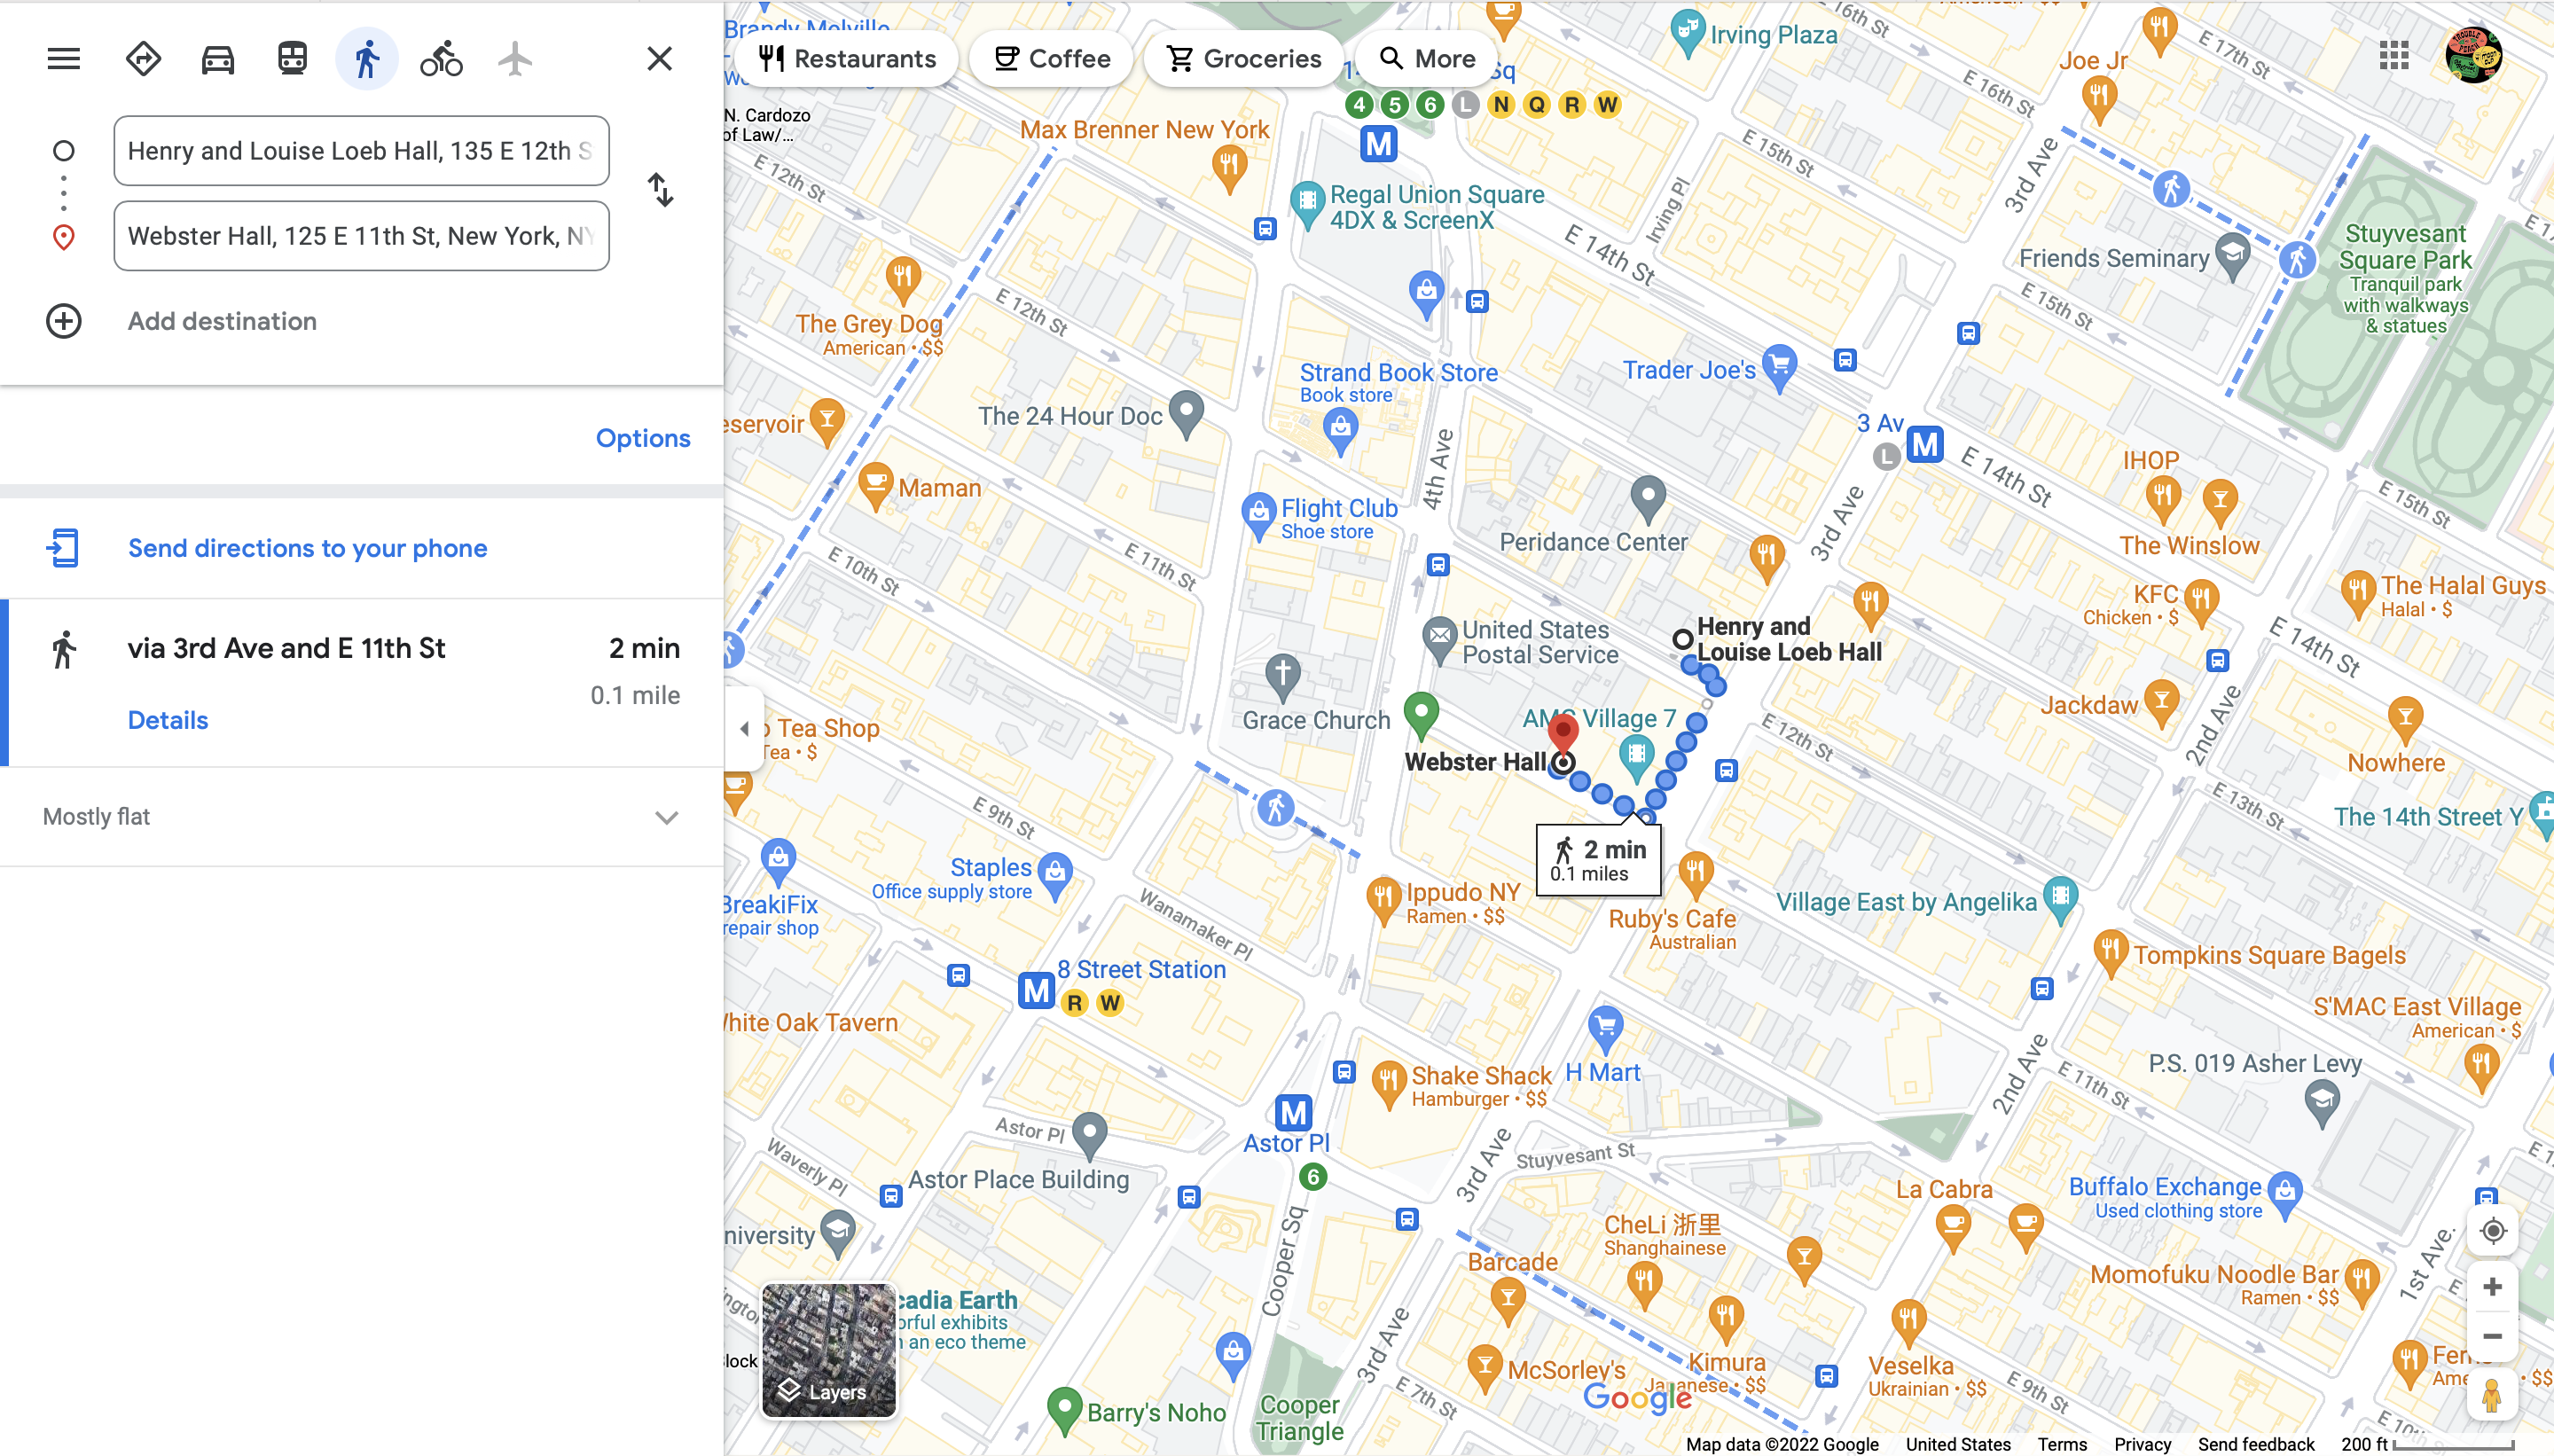 Henry and Louise Loeb Hall, 135 E 12th S
Webster Hall, 125 E 11th St, New York, NY
Add destination
Options
Send directions to your phone
via 3rd Ave and E 11th St
2 min
0.1 mile
Details
Mostly flat
Restaurants
Coffee
Groceries
More
Brandy Melville
Irving Plaza
E 16th St
E 17th St
Joe Jr
E 16th St
4 5 6 L N Q R W
M
N. Cardozo
of Law/...
Max Brenner New York
E 12th St
E 15th St
3rd Ave
Irving Pl
Regal Union Square
4DX & ScreenX
E 14th St
Friends Seminary
Stuyvesant
Square Park
Tranquil park
with walkways
& statues
E 15th St
The Grey Dog
American • $$
E 12th St
Strand Book Store
Book store
Trader Joe's
The 24 Hour Doc
eservoir
3 Av
L
M
E 14th St
IHOP
4th Ave
E 15th St
Maman
Flight Club
Shoe store
Peridance Center
3rd Ave
The Winslow
E 11th St
E 10th St
KFC
Chicken • $
The Halal Guys
Halal • $
United States
Postal Service
Henry and
Louise Loeb Hall
E 14th St
Grace Church
AMC Village 7
Webster Hall
Jackdaw
E 12th St
2nd Ave
Nowhere
Tea Shop
Tea • $
E 13th St
The 14th Street Y
E 9th St
2 min
0.1 miles
Staples
Office supply store
Ippudo NY
Ramen • $$
Ruby's Cafe
Australian
Village East by Angelika
BreakiFix
repair shop
Wanamaker Pl
Tompkins Square Bagels
8 Street Station
M
R W
S'MAC East Village
American • $
White Oak Tavern
P.S. 019 Asher Levy
Shake Shack
Hamburger • $$
H Mart
2nd Ave
E 11th St
M
Astor Pl
6
Astor Pl
Stuyvesant St
3rd Ave
Waverly Pl
Astor Place Building
La Cabra
Buffalo Exchange
Used clothing store
niversity
CheLi 浙里
Shanghainese
Cooper Sq
Barcade
1st Ave.
Momofuku Noodle Bar
Ramen • $$
cadia Earth
orful exhibits
n an eco theme
3rd Ave
McSorley's
Kimura
Japanese • $$
Veselka
Ukrainian • $$
E 9th St
Layers
Barry's Noho
Cooper
Triangle
E 7th St
Google
E 10th
Map data ©2022 Google
United States
Terms
Privacy
Send feedback
200 ft